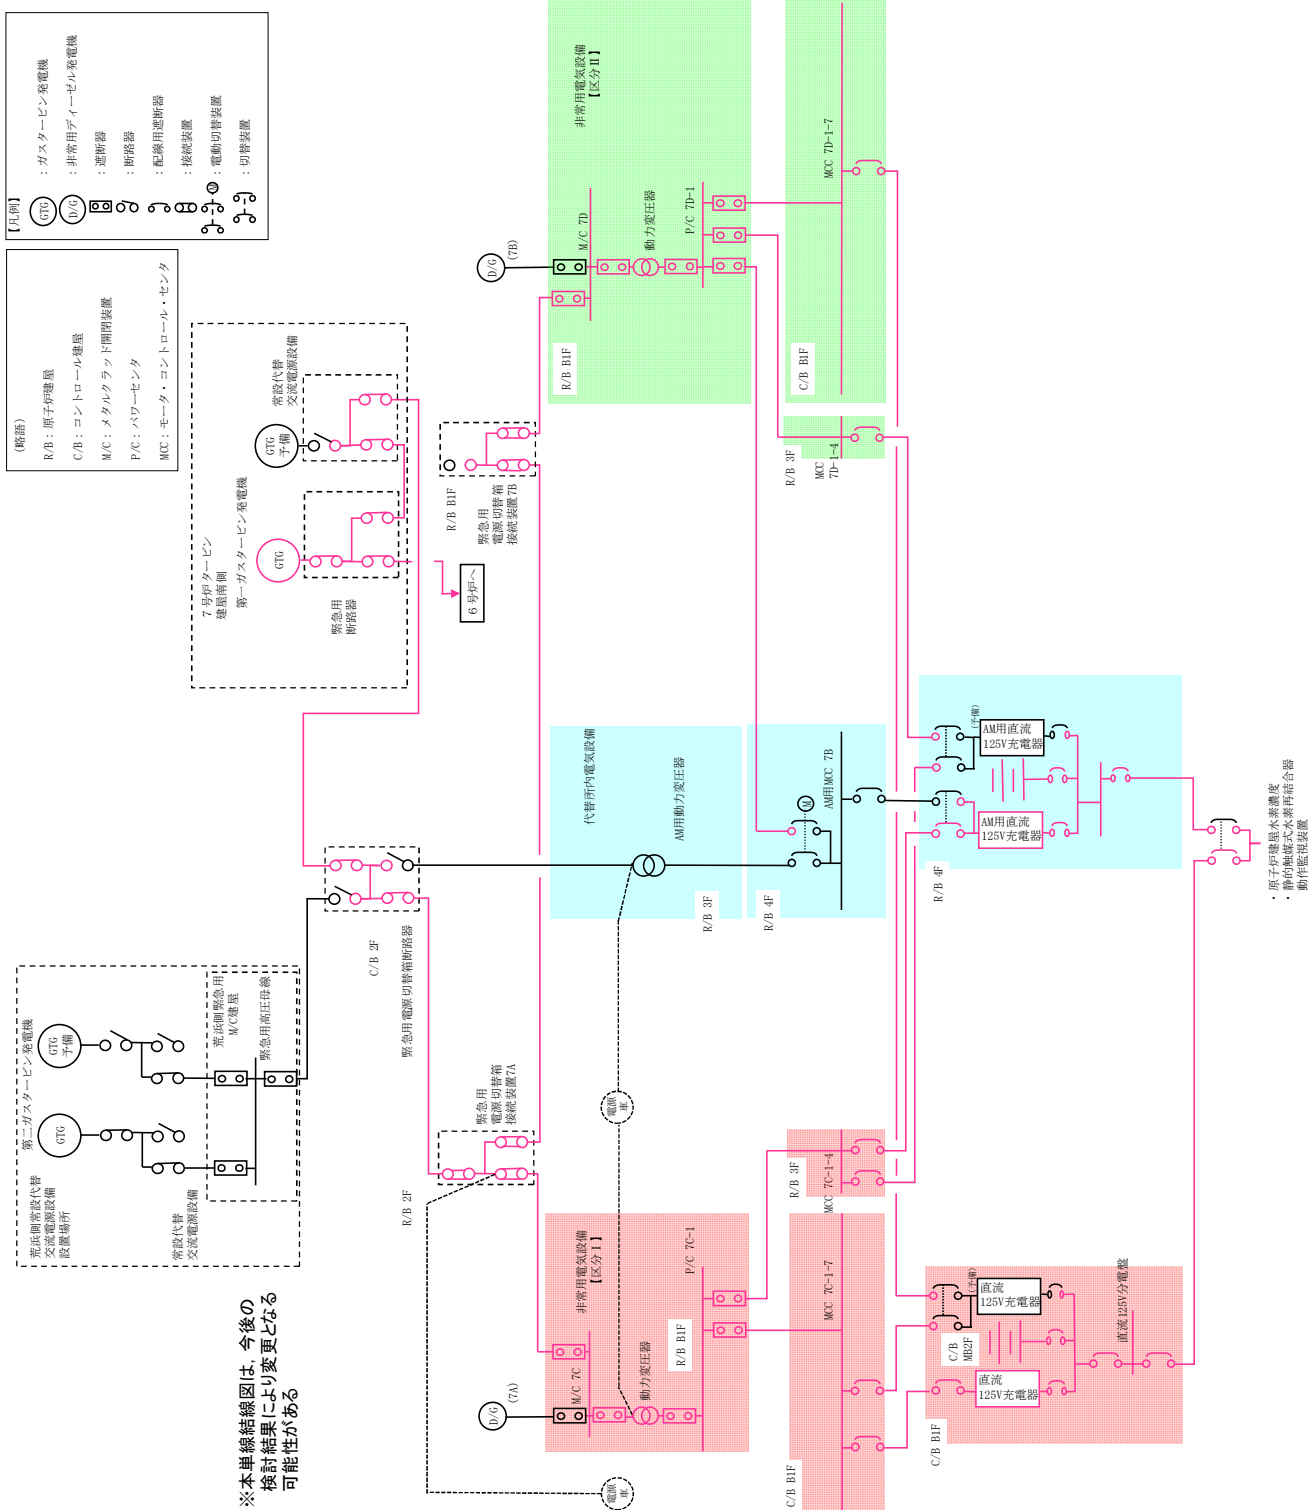 【凡例】
GTG
：ガスタービン発電機
D/G
：非常用ディーゼル発電機
：遮断器
：断路器
：配線用遮断器
：接続装置
M
：電動切替装置
：切替装置
(略語)
R/B：原子炉建屋
C/B：コントロール建屋
M/C：メタルクラッド開閉装置
P/C：パワーセンタ
MCC：モータ・コントロール・センタ
※本単線結線図は，今後の
検討結果により変更となる
可能性がある
荒浜側常設代替
交流電源設備
設置場所
第二ガスタービン発電機
GTG
GTG
予備
常設代替
交流電源設備
荒浜側緊急用
M/C建屋
緊急用高圧母線
7号炉タービン
建屋南側
第一ガスタービン発電機
GTG
GTG
予備
常設代替
交流電源設備
緊急用
断路器
6号炉へ
C/B 2F
緊急用電源切替箱断路器
R/B 2F
緊急用
電源切替箱
接続装置7A
R/B B1F
緊急用
電源切替箱
接続装置7B
D/G
(7A)
非常用電気設備
【区分Ⅰ】
M/C 7C
動力変圧器
R/B B1F
P/C 7C-1
電源
車
電源
車
代替所内電気設備
AM用動力変圧器
R/B 3F
D/G
(7B)
非常用電気設備
【区分Ⅱ】
R/B B1F
M/C 7D
動力変圧器
P/C 7D-1
C/B B1F
MCC 7C-1-7
R/B 3F
MCC 7C-1-4
R/B 4F
AM用MCC 7B
M
R/B 3F
MCC
7D-1-4
C/B B1F
MCC 7D-1-7
C/B B1F
直流
125V充電器
C/B
MB2F
(予備)
直流
125V充電器
直流125V分電盤
R/B 4F
AM用直流
125V充電器
(予備)
AM用直流
125V充電器
・原子炉建屋水素濃度
・静的触媒式水素再結合器
動作監視装置